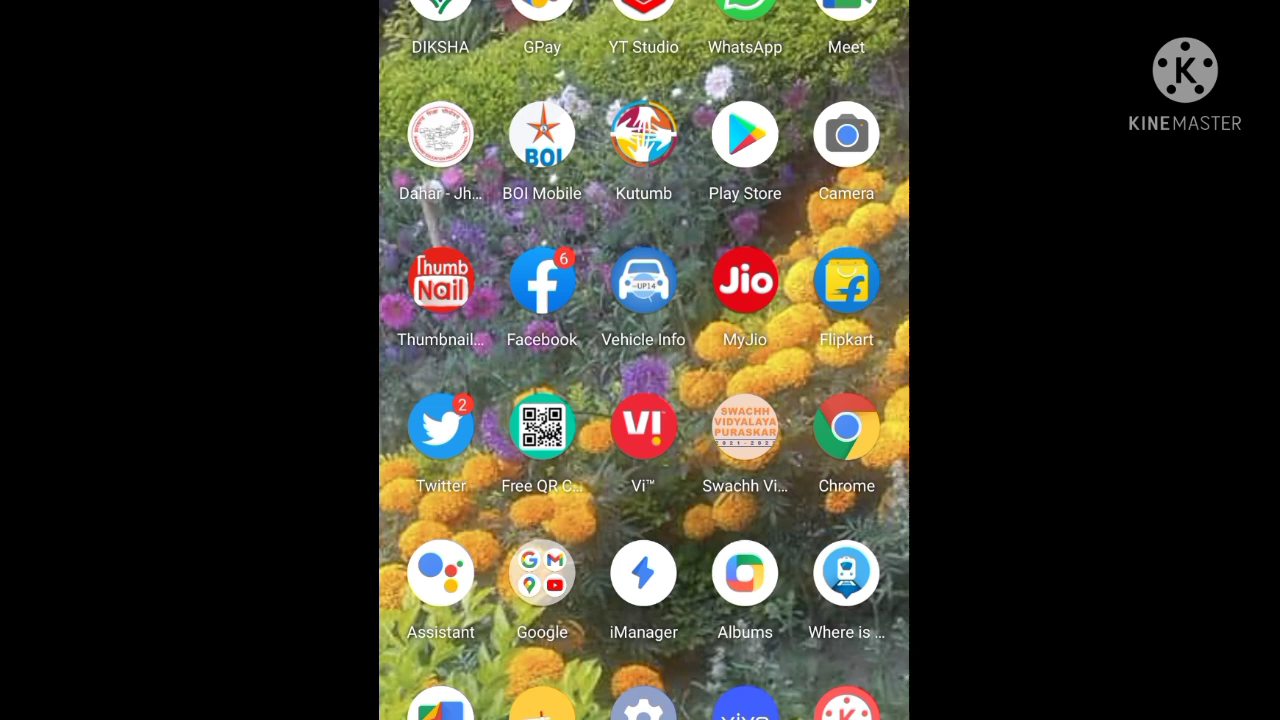 DIKSHA GPay YT Studio WhatsApp Meet
K
KINEMASTER
BOI
Dahar - Jh... BOI Mobile Kutumb Play Store Camera
Thumb
Nail
6
UP14
Jio
Thumbnail... Facebook Vehicle Info MyJio Flipkart
2
VI
SWACHH
VIDYALAYA
PURASKAR
Twitter Free QR C... Vi™ Swachh Vi... Chrome
Assistant Google iManager Albums Where is ...
vivo
K